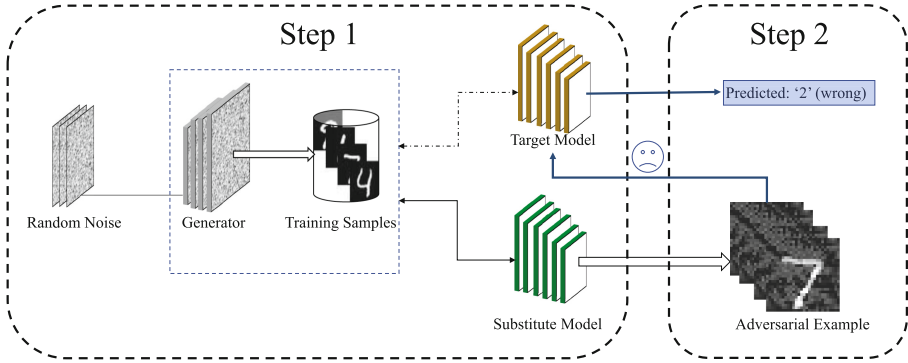 Step 1
Step 2
Predicted: ‘2’ (wrong)
Target Model
Random Noise
Generator
Training Samples
Substitute Model
Adversarial Example